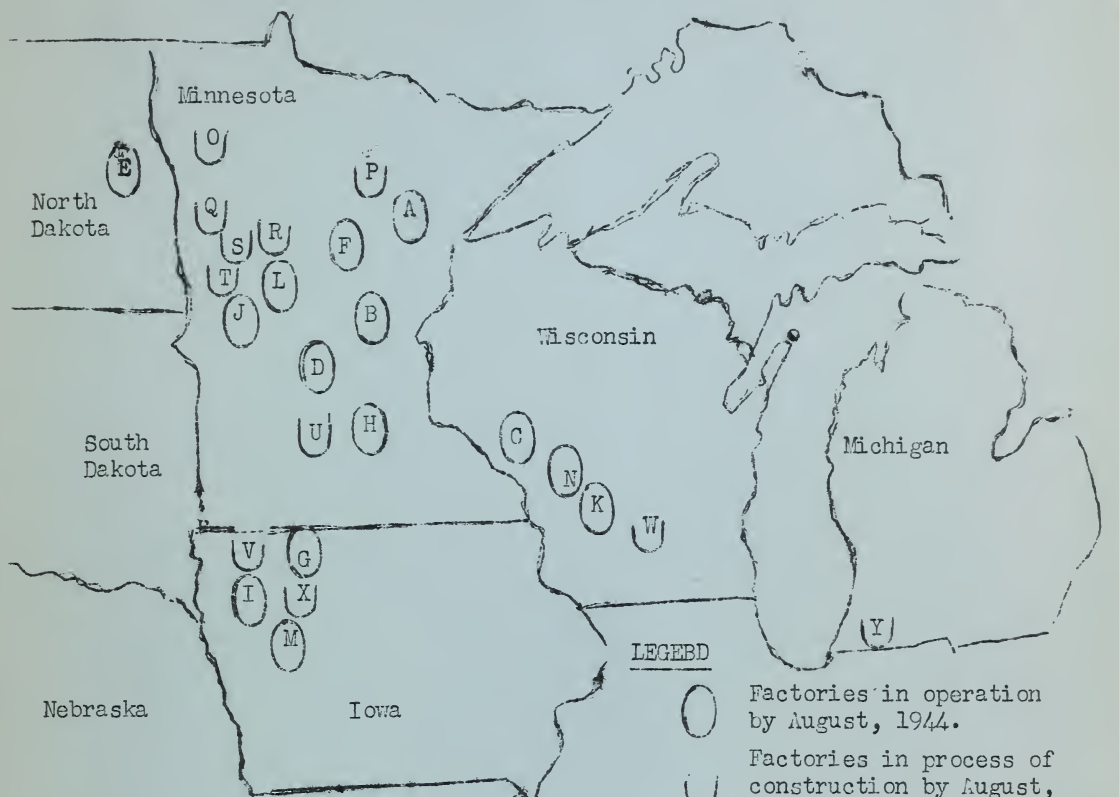 Minnesota
O
E
P
North
Dakota
Q
A
R
S
F
T
L
J
B
Wisconsin
D
U
H
C
South
Dakota
Michigan
N
K
W
V
G
I
X
M
Y
LEGEBD
Nebraska
Iowa
Factories in operation
by August, 1944.
Factories in process of
construction by August,